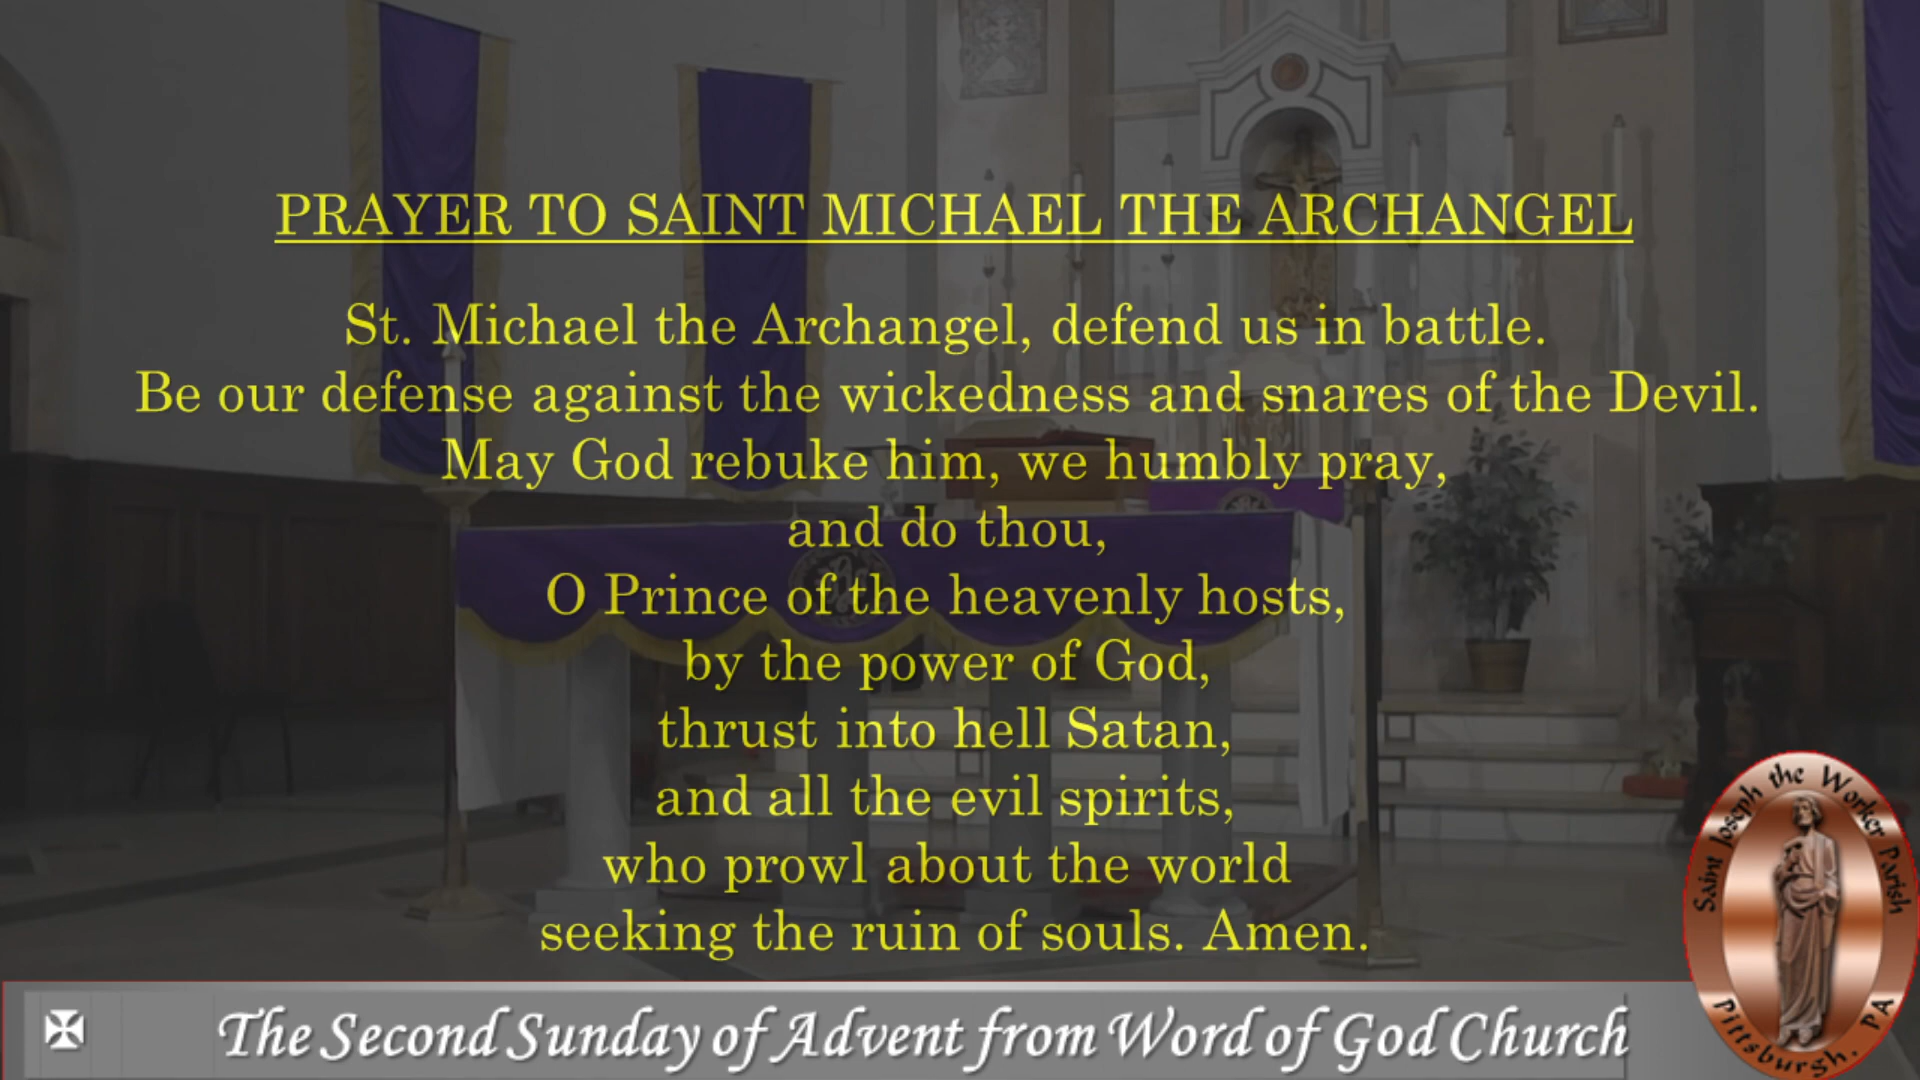 PRAYER TO SAINT MICHAEL THE ARCHANGEL
St. Michael the Archangel, defend us in battle.
Be our defense against the wickedness and snares of the Devil.
May God rebuke him, we humbly pray,
and do thou,
O Prince of the heavenly hosts,
by the power of God,
thrust into hell Satan,
and all the evil spirits,
who prowl about the world
seeking the ruin of souls. Amen.
The Second Sunday of Advent from Word of God Church
Saint Joseph the Worker Parish
Pittsburgh, PA